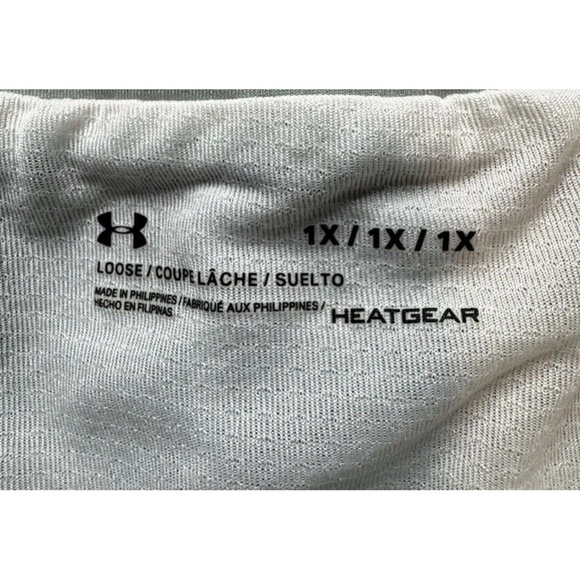 1X / 1X / 1X
LOOSE / COUPE LÂCHE / SUELTO
MADE IN PHILIPPINES / FABRIQUÉ AUX PHILIPPINES /
HECHO EN FILIPINAS
HEATGEAR